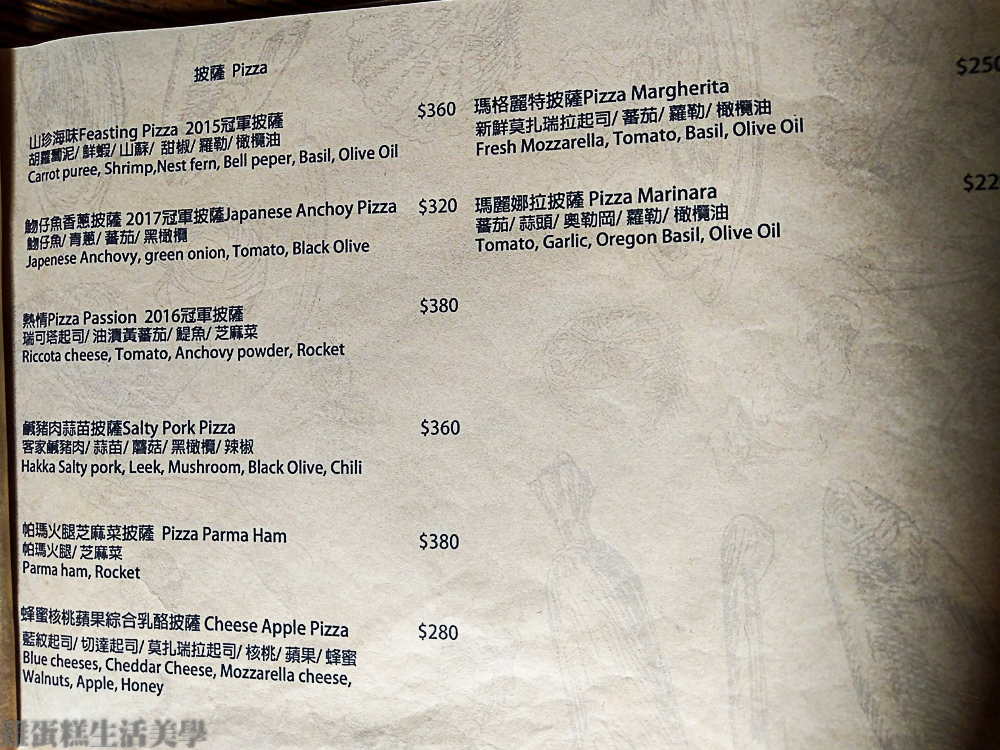 披薩 Pizza
山珍海味Feasting Pizza 2015冠軍披薩
$360
胡蘿蔔泥/ 鮮蝦/ 山蘇/ 甜椒/ 羅勒/ 橄欖油
Carrot puree, Shrimp,Nest fern, Bell peper, Basil, Olive Oil
魩仔魚香蔥披薩 2017冠軍披薩Japanese Anchoy Pizza
$320
魩仔魚/ 青蔥/ 蕃茄/ 黑橄欖
Japenese Anchovy, green onion, Tomato, Black Olive
熱情Pizza Passion 2016冠軍披薩
$380
瑞可塔起司/ 油漬黃蕃茄/ 鯷魚/ 芝麻菜
Riccota cheese, Tomato, Anchovy powder, Rocket
鹹豬肉蒜苗披薩Salty Pork Pizza
$360
客家鹹豬肉/ 蒜苗/ 蘑菇/ 黑橄欖/ 辣椒
Hakka Salty pork, Leek, Mushroom, Black Olive, Chili
帕瑪火腿芝麻菜披薩 Pizza Parma Ham
$380
帕瑪火腿/ 芝麻菜
Parma ham, Rocket
蜂蜜核桃蘋果綜合乳酪披薩 Cheese Apple Pizza
$280
藍紋起司/ 切達起司/ 莫扎瑞拉起司/ 核桃/ 蘋果/ 蜂蜜
Blue cheeses, Cheddar Cheese, Mozzarella cheese,
Walnuts, Apple, Honey
瑪格麗特披薩Pizza Margherita
$250
新鮮莫扎瑞拉起司/ 蕃茄/ 羅勒/ 橄欖油
Fresh Mozzarella, Tomato, Basil, Olive Oil
瑪麗娜拉披薩 Pizza Marinara
$22
蕃茄/ 蒜頭/ 奧勒岡/ 羅勒/ 橄欖油
Tomato, Garlic, Oregon Basil, Olive Oil
蛋糕生活美學